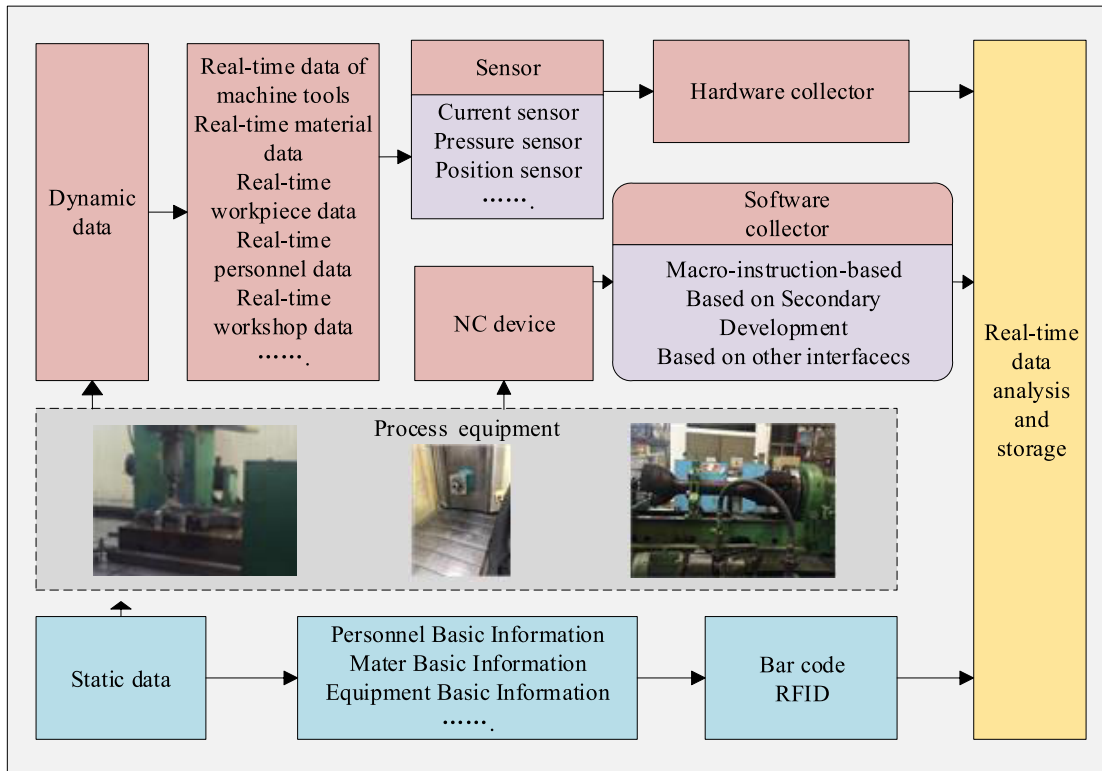 Dynamic
data
Real-time data of
machine tools
Real-time material
data
Real-time
workpiece data
Real-time
personnel data
Real-time
workshop data
…….
Sensor
Current sensor
Pressure sensor
Position sensor
…….
Hardware collector
Software
collector
Macro-instruction-based
Based on Secondary
Development
Based on other interfacecs
NC device
Real-time
data
analysis
and
storage
Process equipment
Static data
Personnel Basic Information
Mater Basic Information
Equipment Basic Information
…….
Bar code
RFID